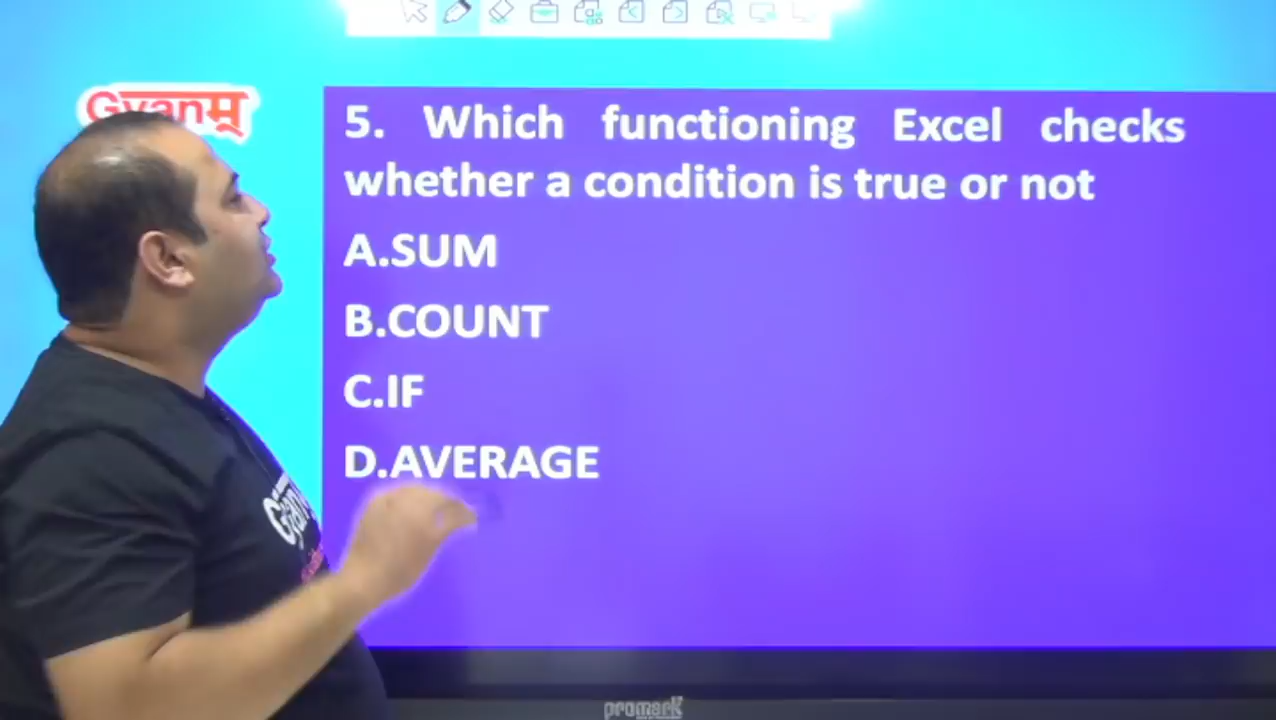 Gyanम्
5. Which functioning Excel checks
whether a condition is true or not
A.SUM
B.COUNT
C.IF
D.AVERAGE
promark